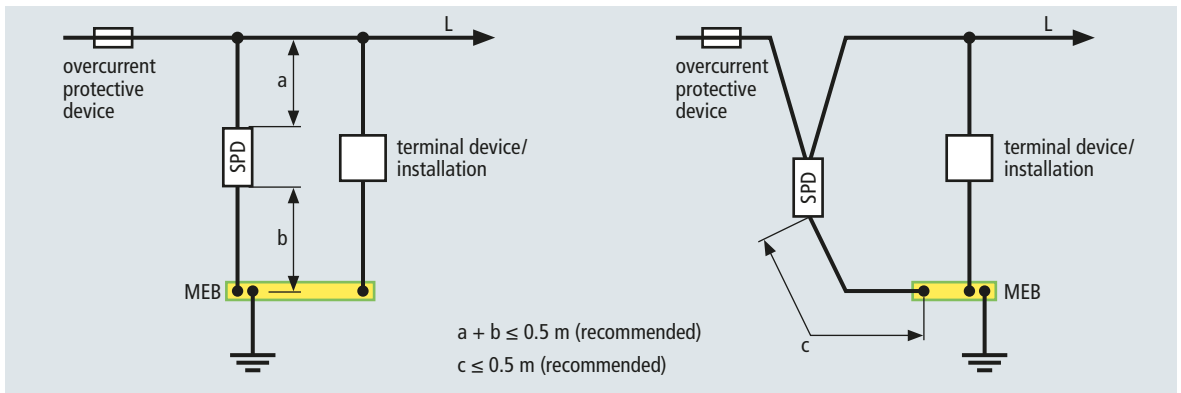 L
overcurrent
protective
device
a
SPD
terminal device/
installation
b
MEB
a + b ≤ 0.5 m (recommended)
c ≤ 0.5 m (recommended)
L
overcurrent
protective
device
SPD
terminal device/
installation
MEB
c